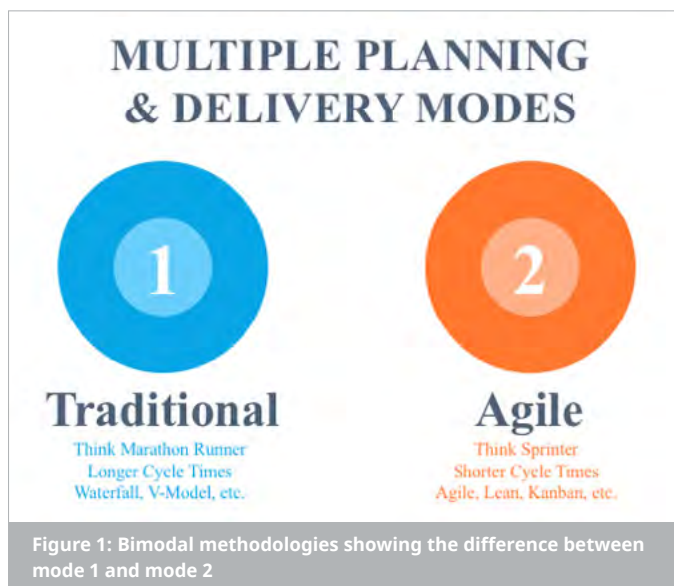 MULTIPLE PLANNING
& DELIVERY MODES
1
Traditional
Think Marathon Runner
Longer Cycle Times
Waterfall, V-Model, etc.
2
Agile
Think Sprinter
Shorter Cycle Times
Agile, Lean, Kanban, etc.
Figure 1: Bimodal methodologies showing the difference between
mode 1 and mode 2